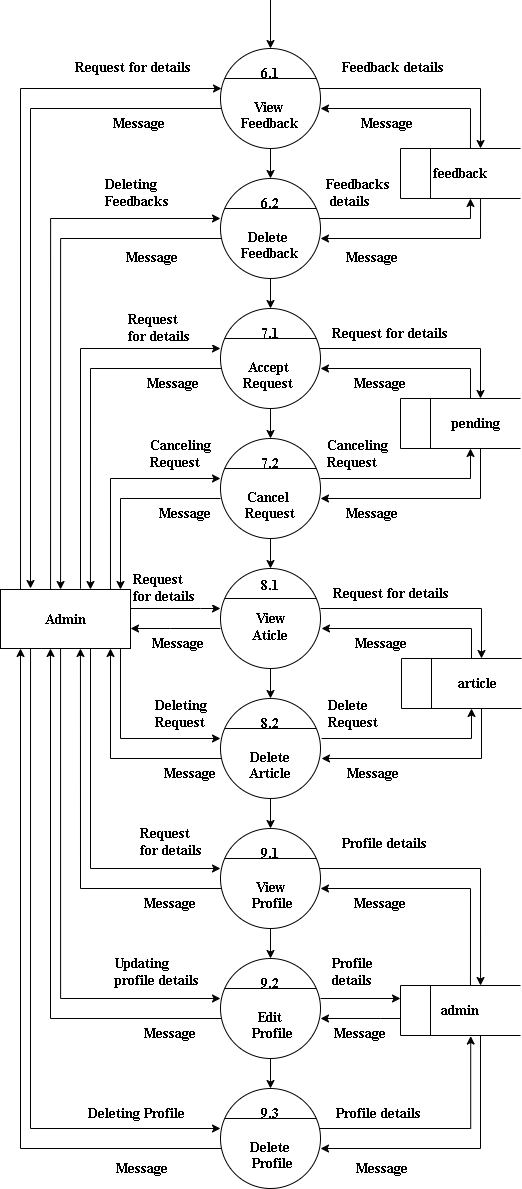 6.1
Request for details
Feedback details
View
Feedback
Message
Message
feedback
Deleting
Feedbacks
6.2
Feedbacks
details
Delete
Feedback
Message
Message
Request
for details
7.1
Request for details
Accept
Request
Message
Message
pending
Canceling
Request
7.2
Canceling
Request
Cancel
Request
Message
Message
Request
for details
8.1
Request for details
Admin
View
Aticle
Message
Message
article
Deleting
Request
8.2
Delete
Request
Delete
Article
Message
Message
Request
for details
9.1
Profile details
View
Profile
Message
Message
Updating
profile details
9.2
Profile
details
Edit
Profile
Message
Message
admin
Deleting Profile
9.3
Profile details
Delete
Profile
Message
Message